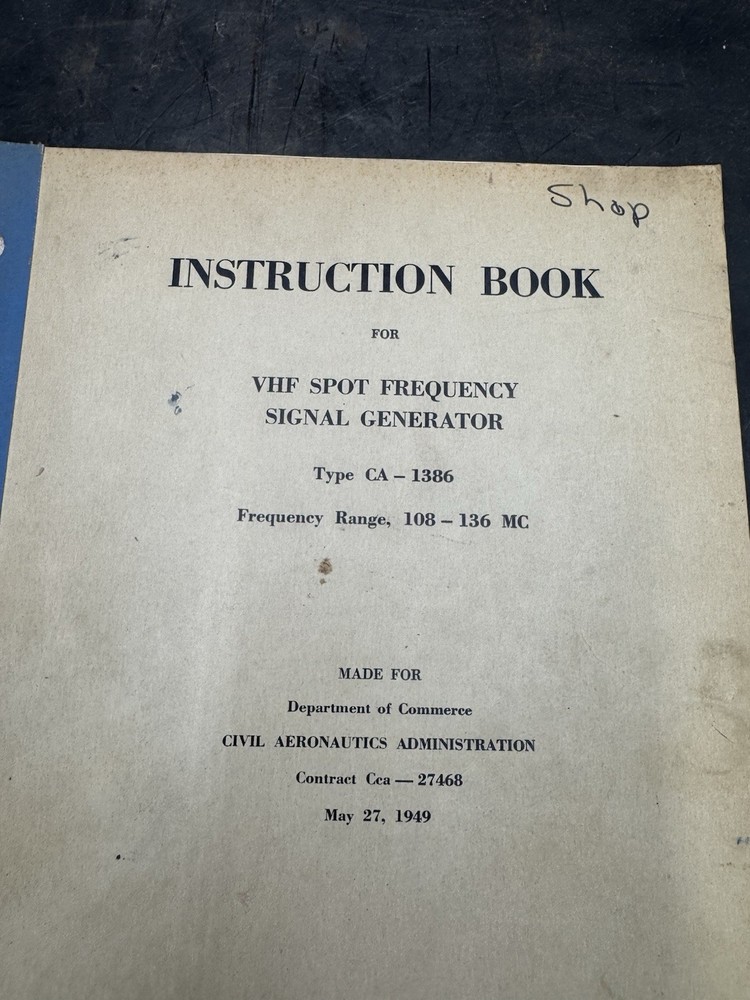 Shop
INSTRUCTION BOOK
FOR
VHF SPOT FREQUENCY
SIGNAL GENERATOR
Type CA – 1386
Frequency Range, 108 – 136 MC
MADE FOR
Department of Commerce
CIVIL AERONAUTICS ADMINISTRATION
Contract Cca — 27468
May 27, 1949